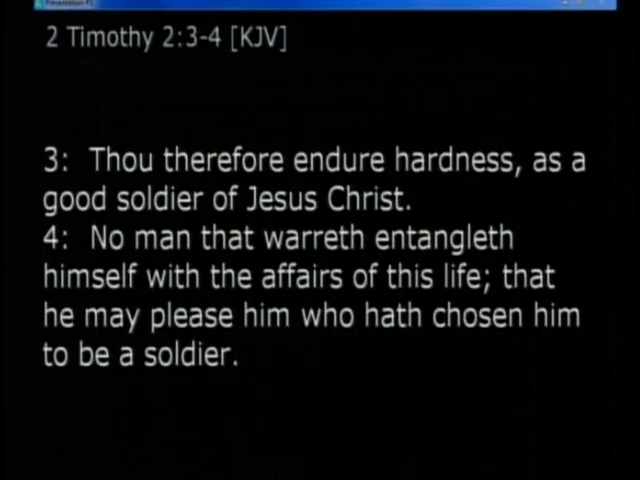 2 Timothy 2:3-4 [KJV]
3: Thou therefore endure hardness, as a
good soldier of Jesus Christ.
4: No man that warreth entangleth
himself with the affairs of this life; that
he may please him who hath chosen him
to be a soldier.